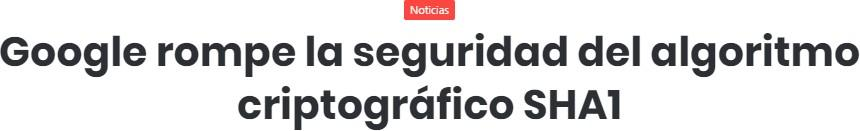 Noticias
Google rompe la seguridad del algoritmo
criptográfico SHA1